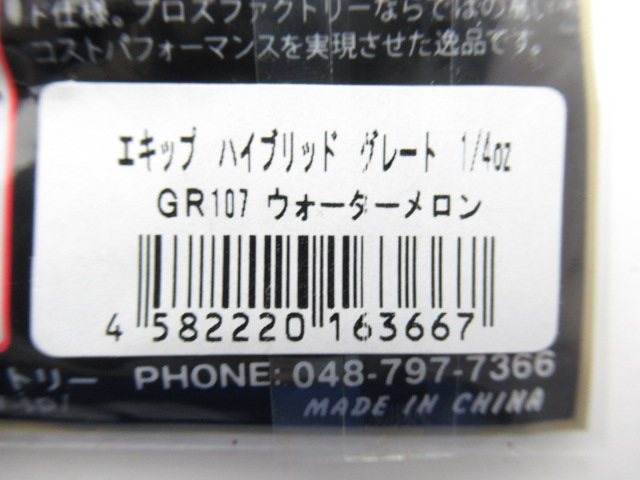 ド仕様。プロズファクトリーならではの高い
コストパフォーマンスを実現させた逸品です。
エキップ ハイブリッド グレート 1/4oz
GR107 ウォーターメロン
4 582220 163667
トリー PHONE: 048-797-7366
MADE IN CHINA